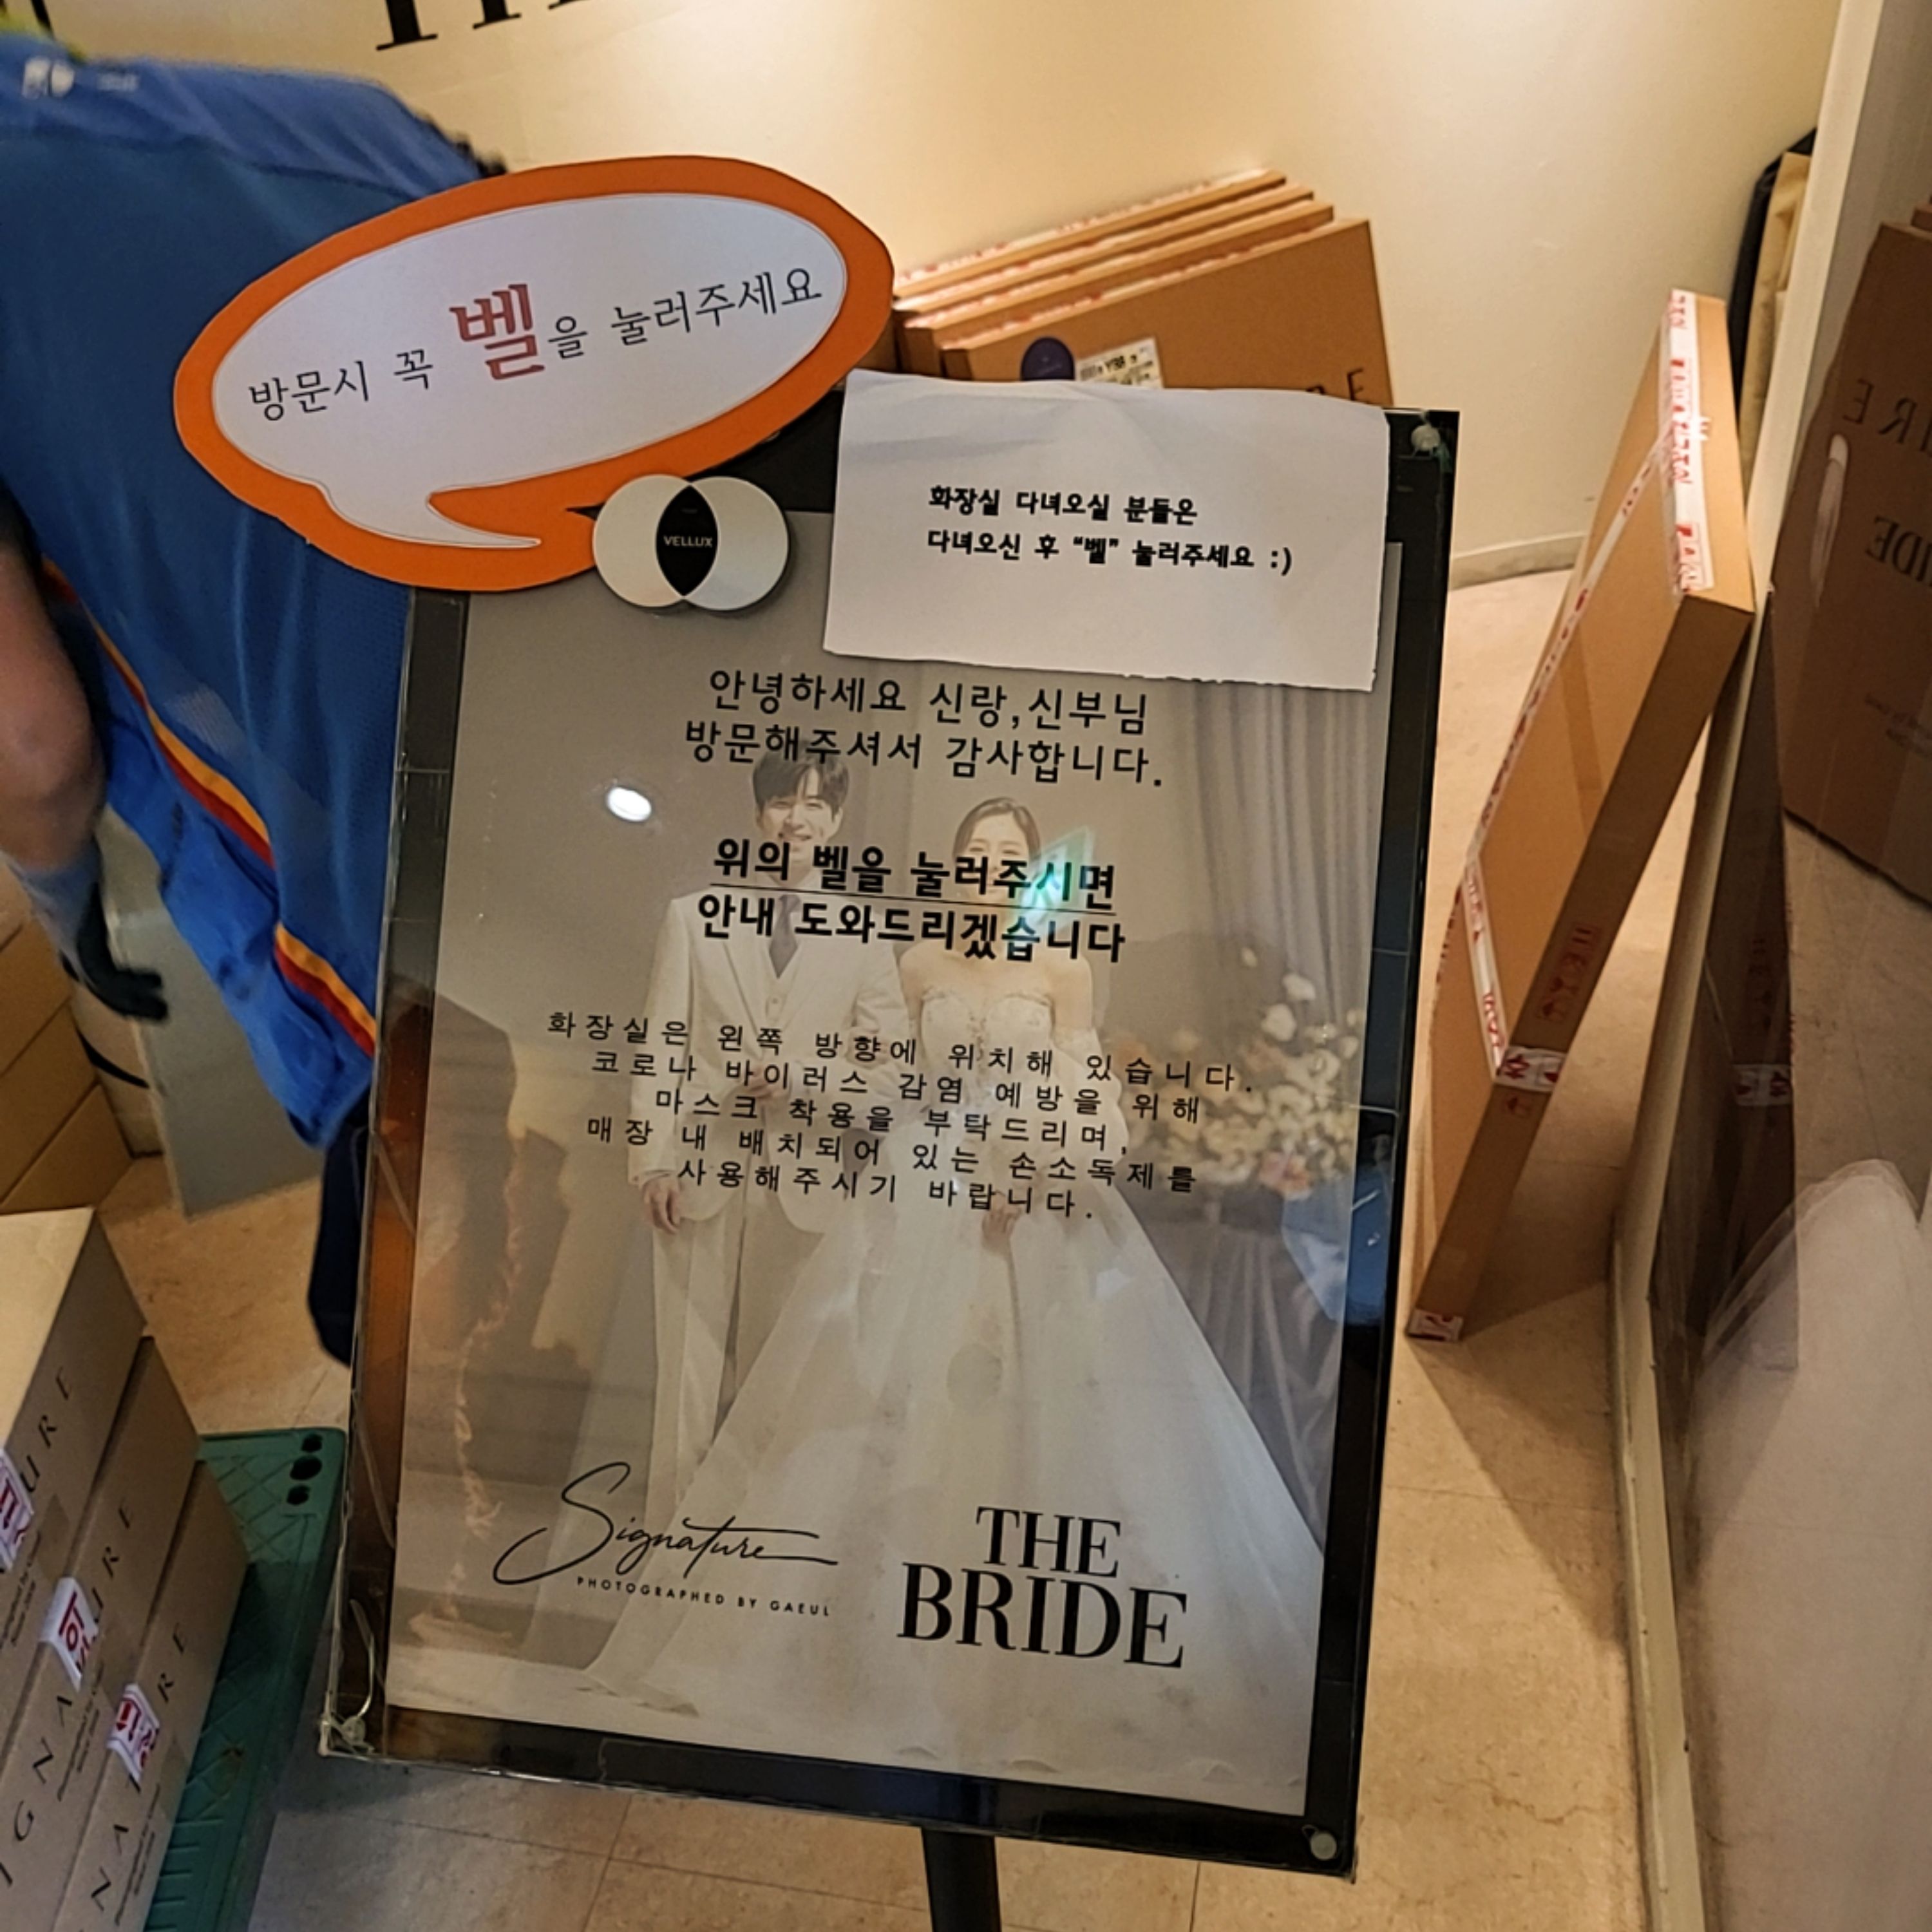 방문시 꼭 벨을 눌러주세요
VELLUX
화장실 다녀오실 분들은
다녀오신 후 "벨" 눌러주세요 :)
안녕하세요 신랑,신부님
방문해주셔서 감사합니다.
위의 벨을 눌러주시면
안내 도와드리겠습니다
화장실은 왼쪽 방향에 위치해 있습니다.
코로나 바이러스 감염 예방을 위해
마스크 착용을 부탁드리며,
매장 내 배치되어 있는 손소독제를
사용해주시기 바랍니다.
Signature
PHOTOGRAPHED BY GAEUL
THE
BRIDE